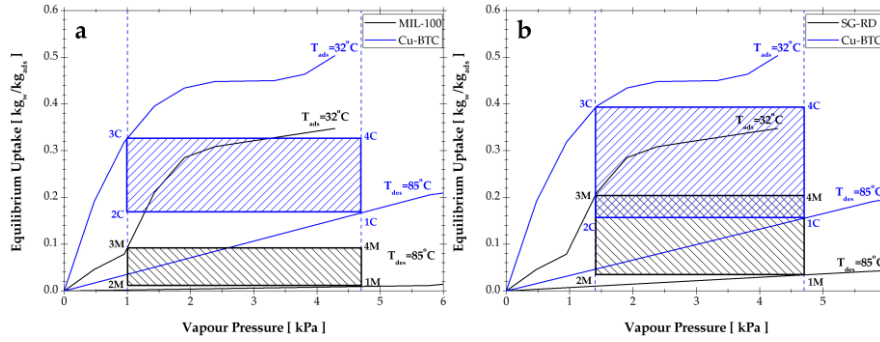 a
MIL-100
Cu-BTC
T_ads=32°C
T_ads=32°C
3C
4C
2C
1C
T_des=85°C
3M
4M
T_des=85°C
2M
1M
0.6
0.5
0.4
0.3
0.2
0.1
0.0
0
1
2
3
4
5
6
Equilibrium Uptake [ kg_w/kg_ads ]
Vapour Pressure [ kPa ]
b
SG-RD
Cu-BTC
T_ads=32°C
3C
4C
T_ads=32°C
3M
4M
T_des=85°C
2C
1C
T_des=85°C
2M
1M
0.6
0.5
0.4
0.3
0.2
0.1
0.0
0
1
2
3
4
5
Equilibrium Uptake [ kg_w/kg_ads ]
Vapour Pressure [ kPa ]